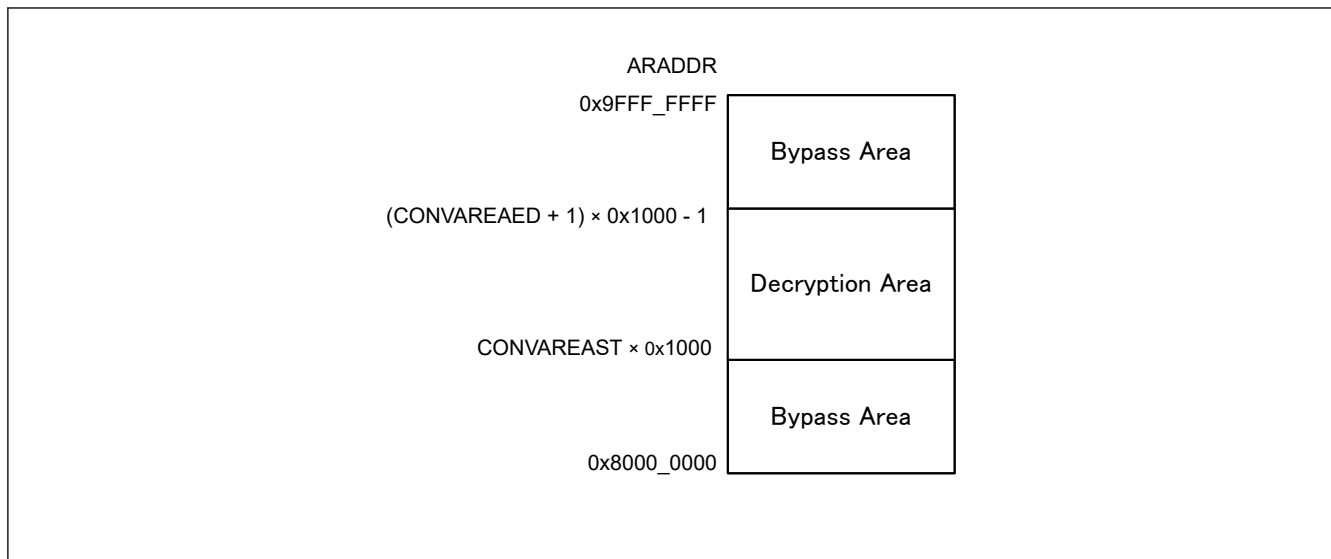 ARADDR
0x9FFF_FFFF
Bypass Area
(CONVAREAED + 1) × 0x1000 - 1
Decryption Area
CONVAREAST × 0x1000
Bypass Area
0x8000_0000